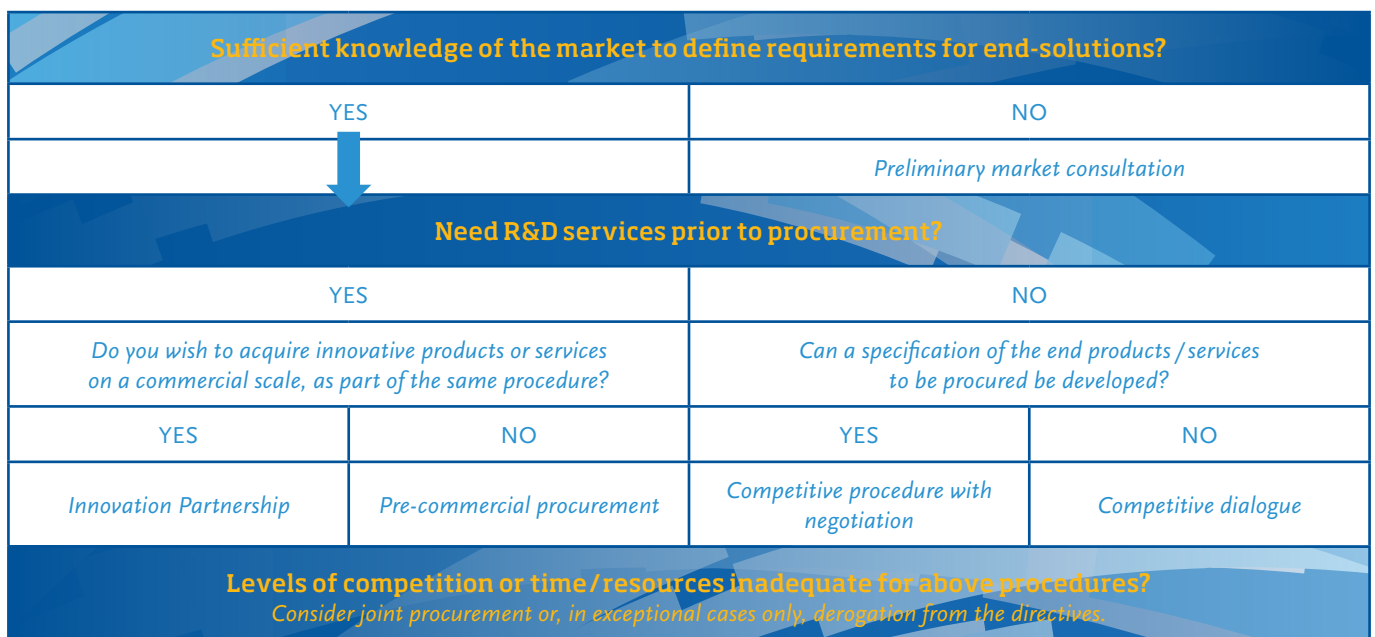 Sufficient knowledge of the market to define requirements for end-solutions?
YES
NO
Preliminary market consultation
Need R&D services prior to procurement?
YES
NO
Do you wish to acquire innovative products or services
on a commercial scale, as part of the same procedure?
Can a specification of the end products / services
to be procured be developed?
YES
NO
YES
NO
Innovation Partnership
Pre-commercial procurement
Competitive procedure with
negotiation
Competitive dialogue
Levels of competition or time / resources inadequate for above procedures?
Consider joint procurement or, in exceptional cases only, derogation from the directives.